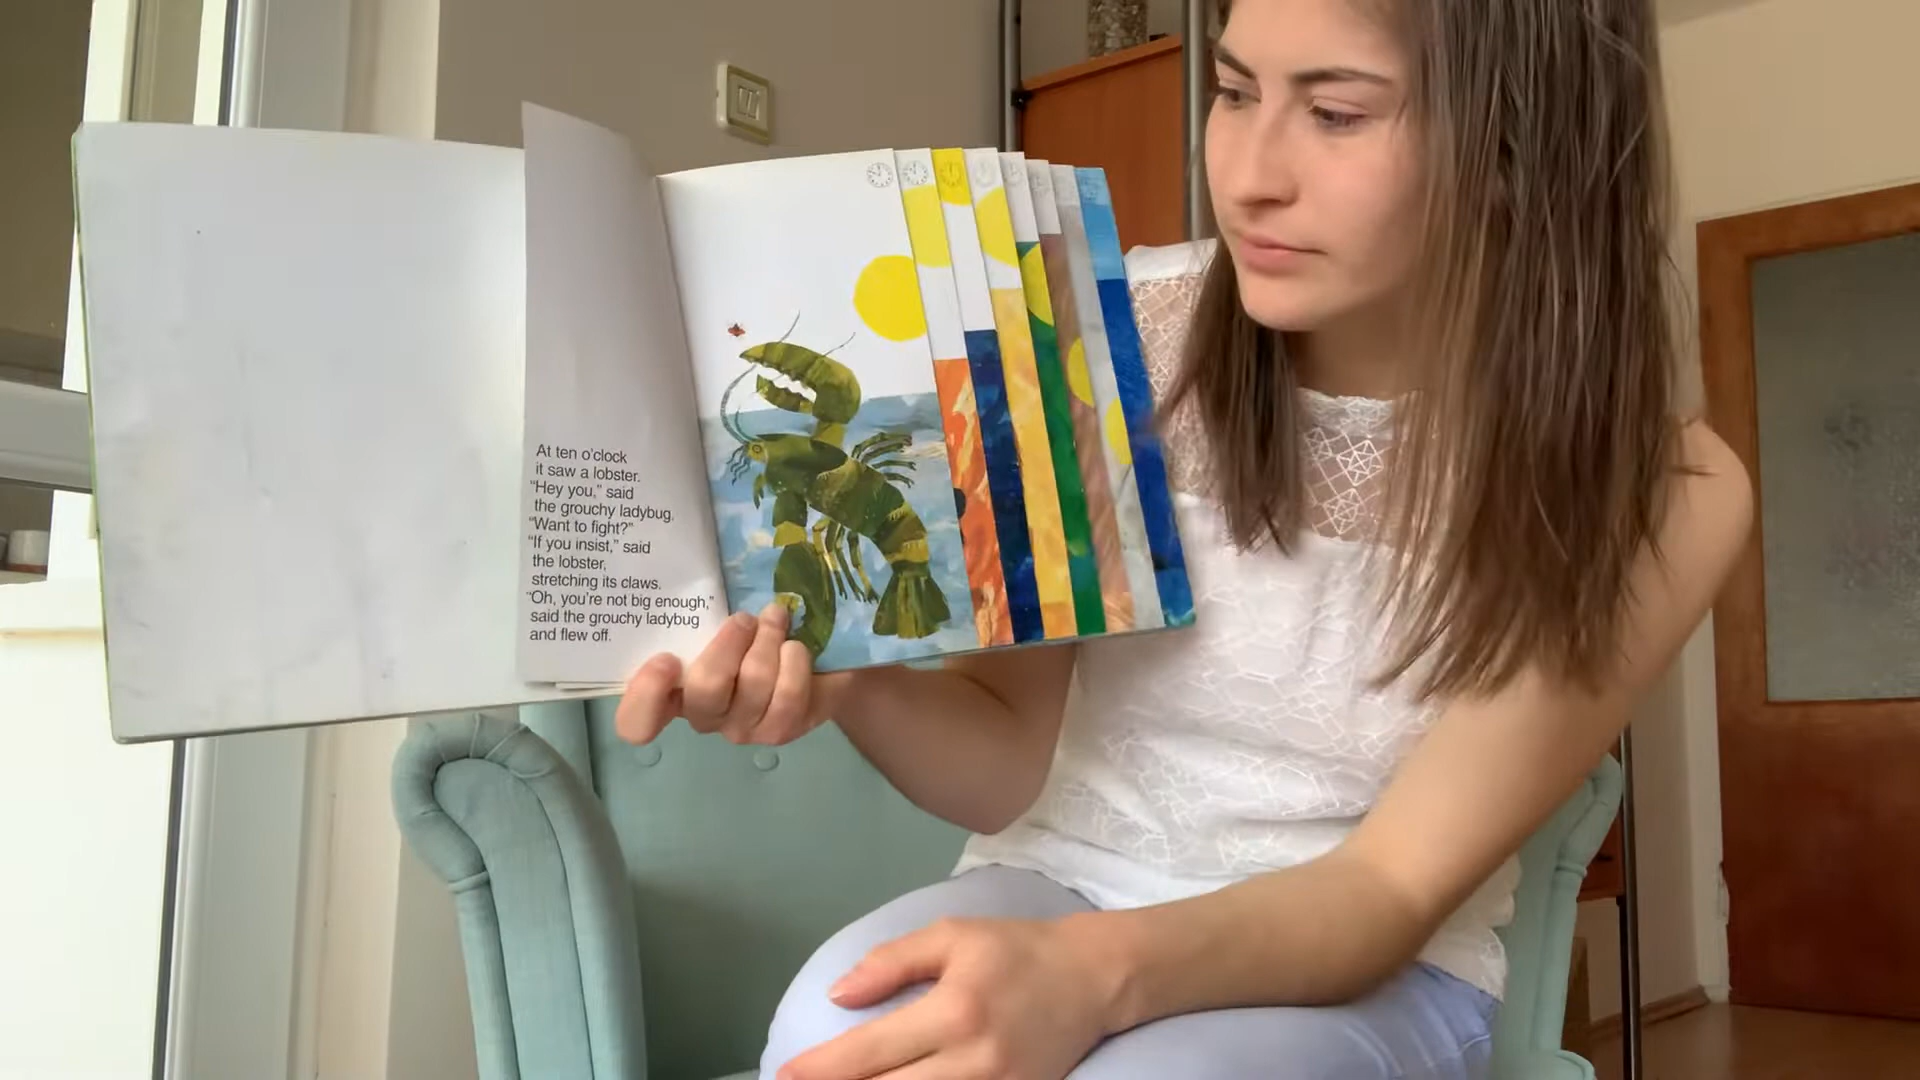 At ten o’clock
it saw a lobster.
“Hey you,” said
the grouchy ladybug.
“Want to fight?”
“If you insist,” said
the lobster,
stretching its claws.
“Oh, you’re not big enough,”
said the grouchy ladybug
and flew off.